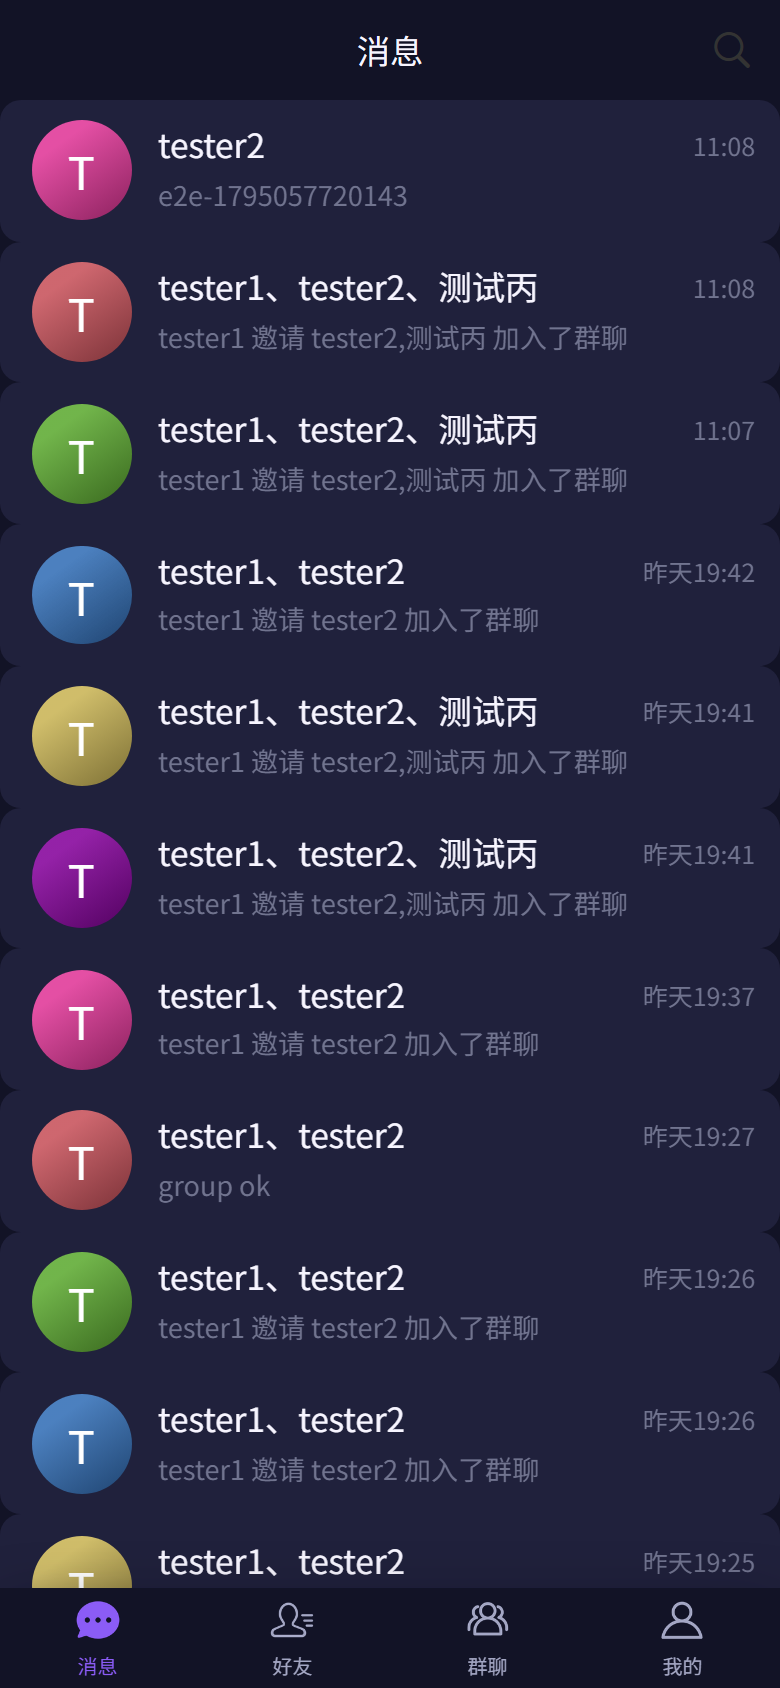 消息
T
tester2
11:08
e2e-1795057720143
T
tester1、tester2、测试丙
11:08
tester1 邀请 tester2,测试丙 加入了群聊
T
tester1、tester2、测试丙
11:07
tester1 邀请 tester2,测试丙 加入了群聊
T
tester1、tester2
昨天19:42
tester1 邀请 tester2 加入了群聊
T
tester1、tester2、测试丙
昨天19:41
tester1 邀请 tester2,测试丙 加入了群聊
T
tester1、tester2、测试丙
昨天19:41
tester1 邀请 tester2,测试丙 加入了群聊
T
tester1、tester2
昨天19:37
tester1 邀请 tester2 加入了群聊
T
tester1、tester2
昨天19:27
group ok
T
tester1、tester2
昨天19:26
tester1 邀请 tester2 加入了群聊
T
tester1、tester2
昨天19:26
tester1 邀请 tester2 加入了群聊
T
tester1、tester2
昨天19:25
消息
好友
群聊
我的